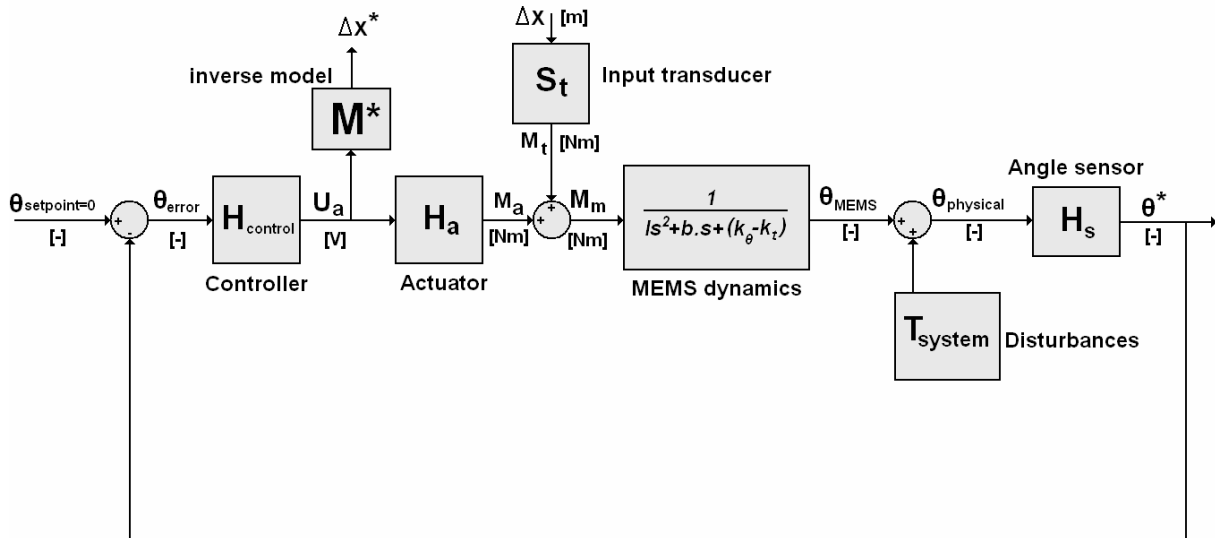 Δx*
Δx [m]
inverse model
M*
St
Input transducer
Mt [Nm]
θsetpoint=0
[-]
+
-
θerror
[-]
Hcontrol
Controller
Ua
[V]
Ha
Actuator
Ma
[Nm]
+
+
Mm
[Nm]
1
Is²+b.s+(kθ-kt)
MEMS dynamics
θMEMS
[-]
+
+
θphysical
[-]
Angle sensor
Hs
θ*
[-]
Tsystem
Disturbances